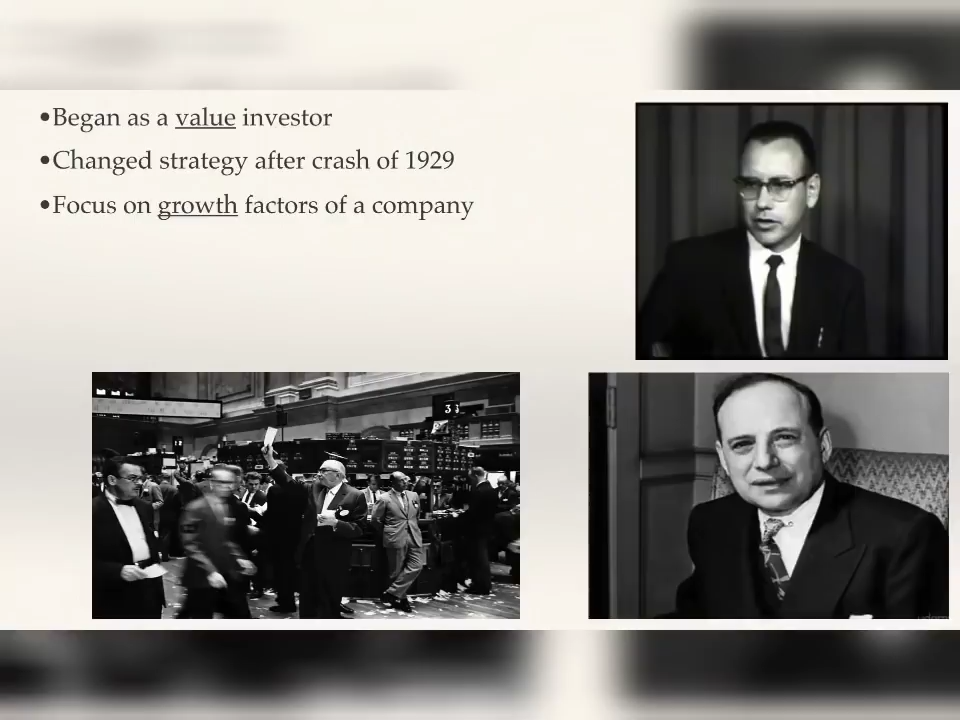 •Began as a value investor
•Changed strategy after crash of 1929
•Focus on growth factors of a company